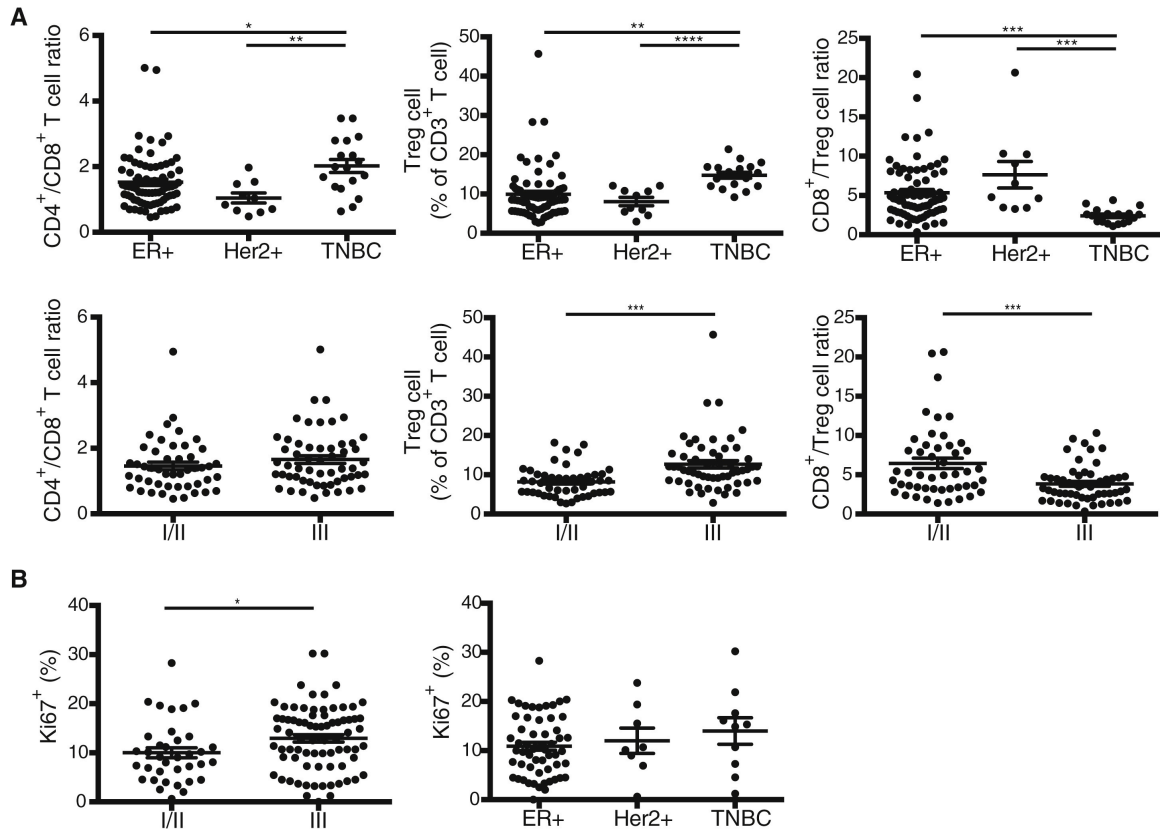 A
CD4+/CD8+ T cell ratio
6
4
2
0
*
**
ER+ Her2+ TNBC
Treg cell
(% of CD3+ T cell)
50
40
30
20
10
0
**
****
ER+ Her2+ TNBC
CD8+/Treg cell ratio
25
20
15
10
5
0
***
***
ER+ Her2+ TNBC
CD4+/CD8+ T cell ratio
6
4
2
0
I/II III
Treg cell
(% of CD3+ T cell)
50
40
30
20
10
0
***
I/II III
CD8+/Treg cell ratio
25
20
15
10
5
0
***
I/II III
B
Ki67+ (%)
40
30
20
10
0
*
I/II III
Ki67+ (%)
40
30
20
10
0
ER+ Her2+ TNBC